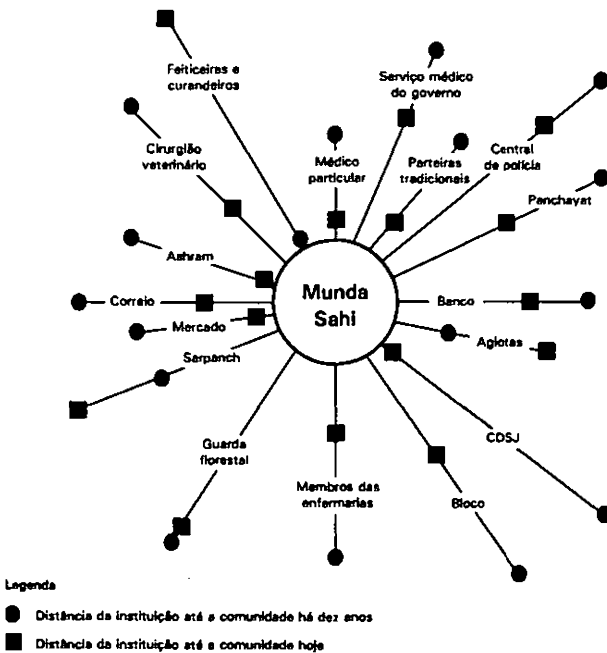 Feiticeiras e
curandeiros
Serviço médico
do governo
Cirurgião
veterinário
Médico
particular
Parteiras
tradicionais
Central
de polícia
Panchayat
Ashram
Munda
Sahi
Correio
Banco
Mercado
Agiotas
Sarpanch
Guarda
florestal
CDSJ
Membros das
enfermarias
Bloco
Legenda
Distância da instituição até a comunidade há dez anos
Distância da instituição até a comunidade hoje